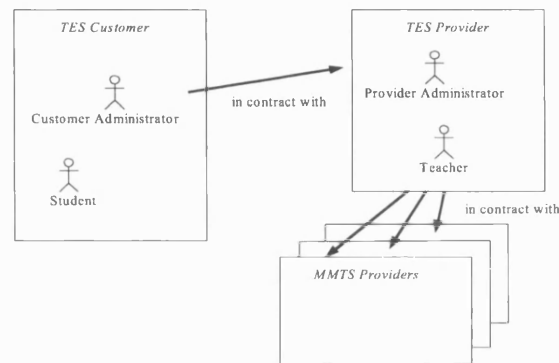 TES Customer
Customer Administrator
Student
in contract with
TES Provider
Provider Administrator
Teacher
in contract with
MMTS Providers